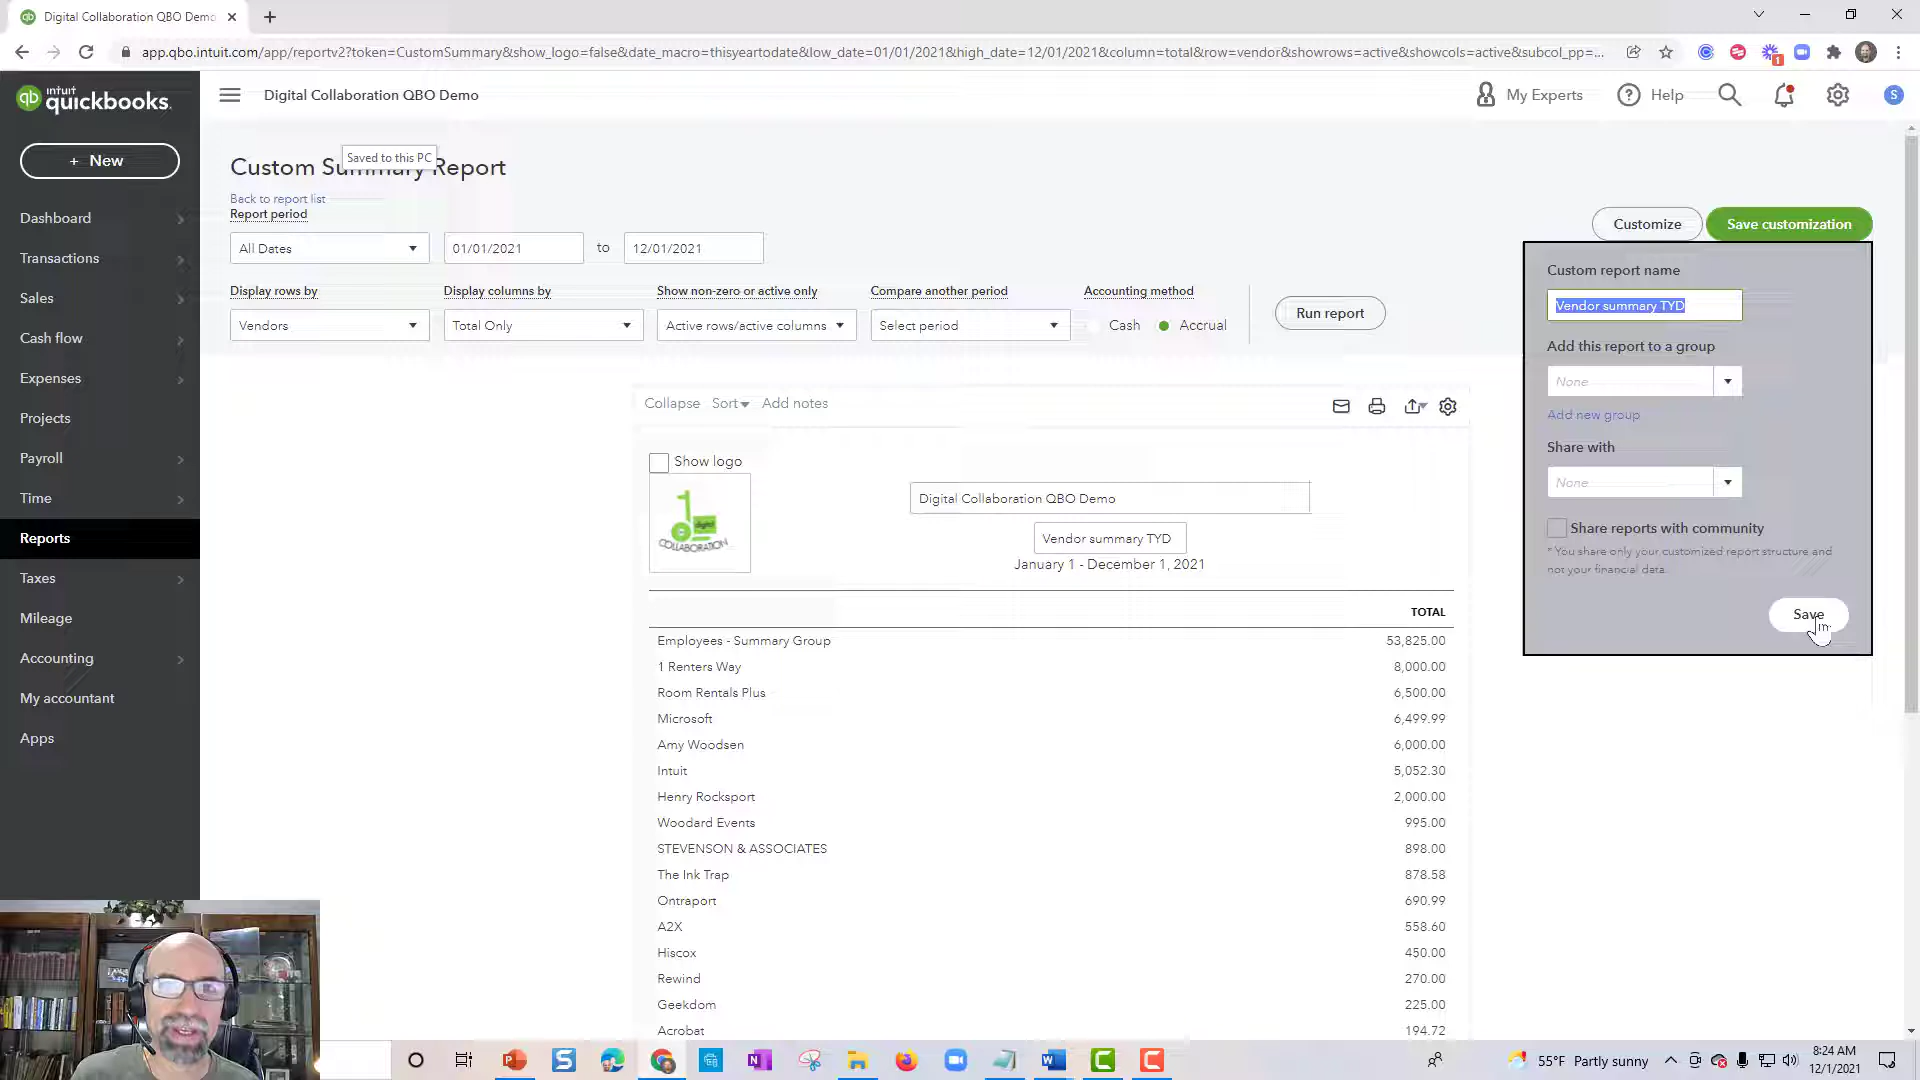 Digital Collaboration QBO Demo
app.qbo.intuit.com/app/reportv2?token=CustomSummary&show_logo=false&date_macro=thisyeartodate&low_date=01/01/2021&high_date=12/01/2021&column=total&row=vendor&showrows=active&showcols=active&subcol_pp=...
1
intuit
quickbooks.
qb
Digital Collaboration QBO Demo
My Experts
Help
S
+ New
Dashboard
Transactions
Sales
Cash flow
Expenses
Projects
Payroll
Time
Reports
Taxes
Mileage
Accounting
My accountant
Apps
Saved to this PC
Custom Summary Report
Back to report list
Report period
All Dates
01/01/2021
to
12/01/2021
Display rows by
Display columns by
Show non-zero or active only
Compare another period
Accounting method
Vendors
Total Only
Active rows/active columns
Select period
Cash
Accrual
Run report
Customize
Save customization
Custom report name
Vendor summary TYD
Add this report to a group
None
Add new group
Share with
None
Share reports with community
* You share only your customized report structure and
not your financial data.
Save
Collapse
Sort
Add notes
Show logo
digital
COLLABORATION
Digital Collaboration QBO Demo
Vendor summary TYD
January 1 - December 1, 2021
TOTAL
Employees - Summary Group 53,825.00
1 Renters Way 8,000.00
Room Rentals Plus 6,500.00
Microsoft 6,499.99
Amy Woodsen 6,000.00
Intuit 5,052.30
Henry Rocksport 2,000.00
Woodard Events 995.00
STEVENSON & ASSOCIATES 898.00
The Ink Trap 878.58
Ontraport 690.99
A2X 558.60
Hiscox 450.00
Rewind 270.00
Geekdom 225.00
Acrobat 194.72
55°F Partly sunny
8:24 AM
12/1/2021